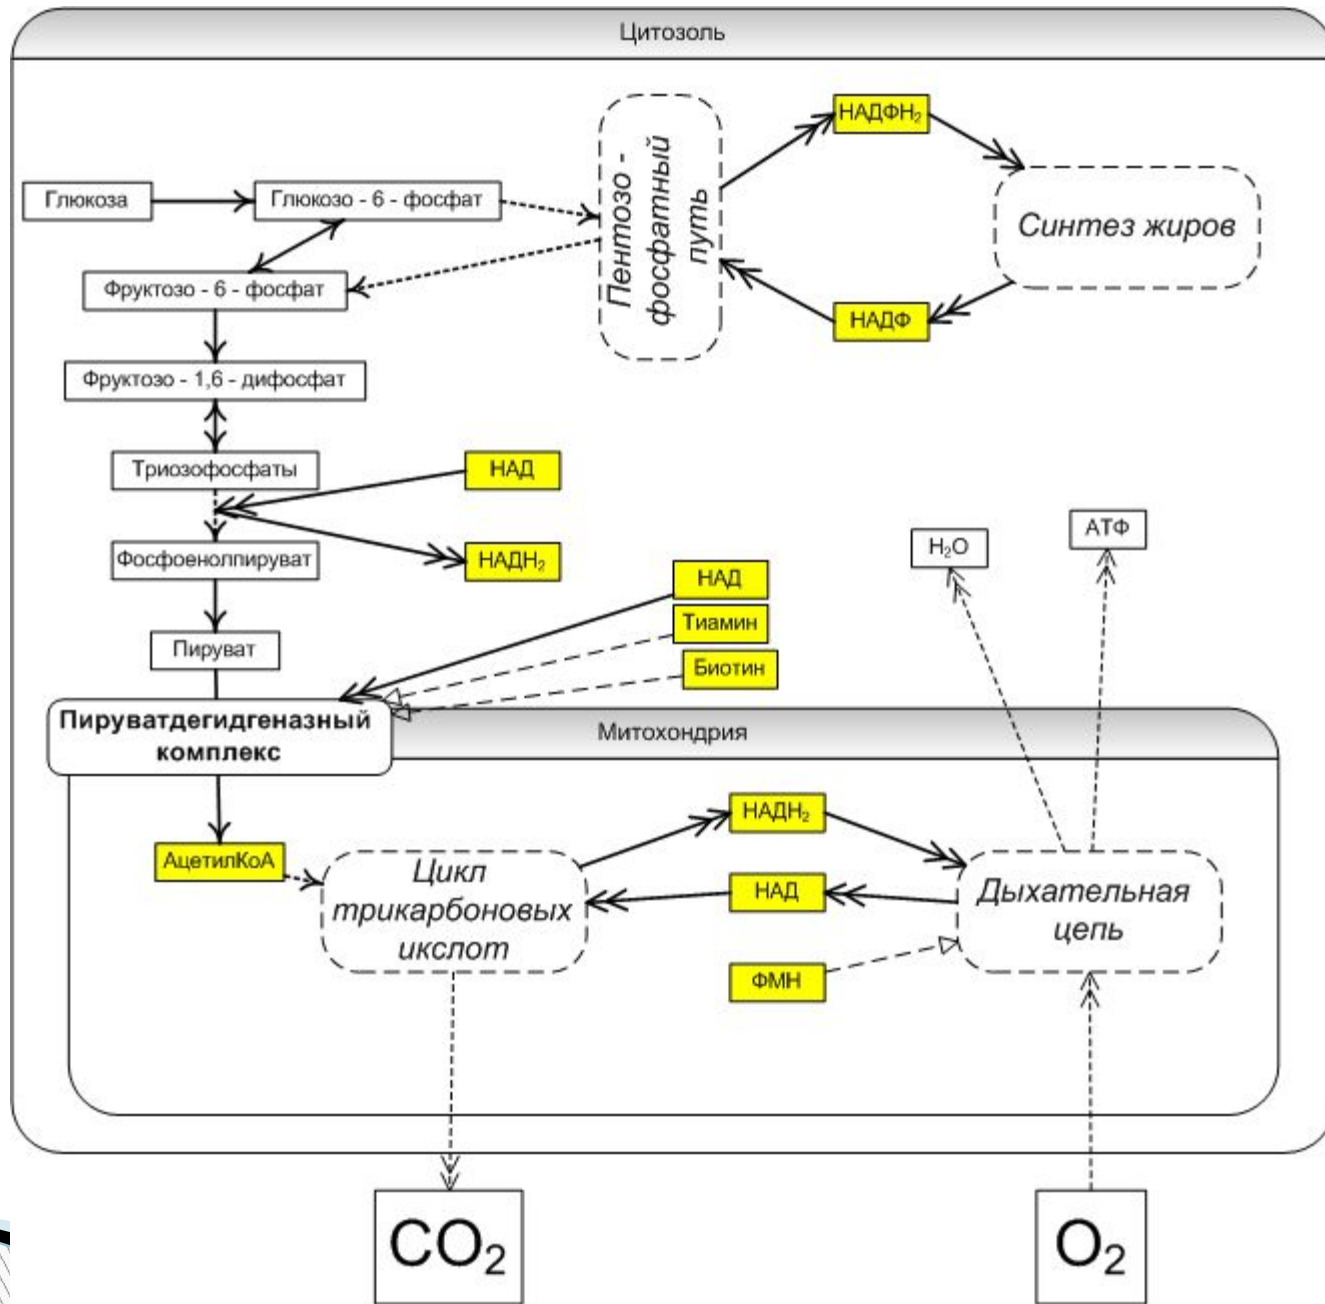 Цитозоль
НАДФН₂
Пентозо -
фосфатный
путь
Глюкоза
Глюкозо - 6 - фосфат
Синтез жиров
Фруктозо - 6 - фосфат
НАДФ
Фруктозо - 1,6 - дифосфат
Триозофосфаты
НАД
Фосфоенолпируват
НАДН₂
H₂O
АТФ
НАД
Тиамин
Пируват
Биотин
Пируватдегидгеназный
комплекс
Митохондрия
НАДН₂
АцетилКоА
Цикл
трикарбоновых
икслот
НАД
Дыхательная
цепь
ФМН
CO₂
O₂